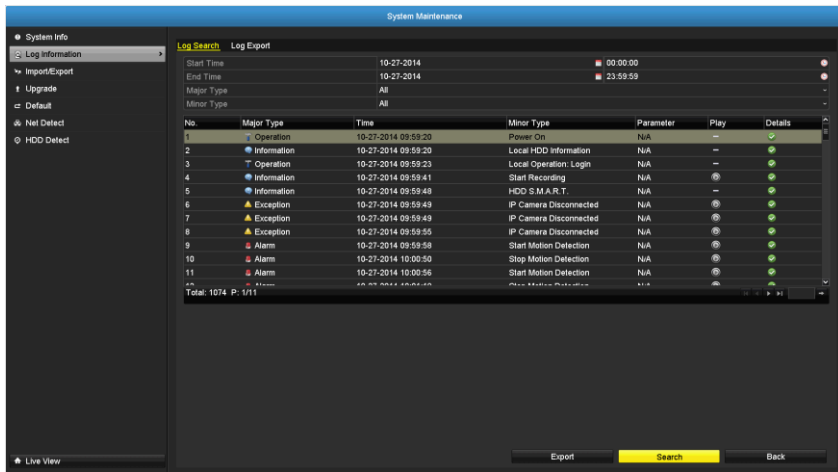 System Maintenance
System Info
Log Information
Import/Export
Upgrade
Default
Net Detect
HDD Detect
Live View
Log Search Log Export
Start Time 10-27-2014 00:00:00
End Time 10-27-2014 23:59:59
Major Type All
Minor Type All
No. Major Type Time Minor Type Parameter Play Details
1 Operation 10-27-2014 09:59:20 Power On N/A —
2 Information 10-27-2014 09:59:20 Local HDD Information N/A —
3 Operation 10-27-2014 09:59:23 Local Operation: Login N/A —
4 Information 10-27-2014 09:59:41 Start Recording N/A
5 Information 10-27-2014 09:59:48 HDD S.M.A.R.T. N/A —
6 Exception 10-27-2014 09:59:49 IP Camera Disconnected N/A
7 Exception 10-27-2014 09:59:49 IP Camera Disconnected N/A
8 Exception 10-27-2014 09:59:55 IP Camera Disconnected N/A
9 Alarm 10-27-2014 09:59:58 Start Motion Detection N/A
10 Alarm 10-27-2014 10:00:50 Stop Motion Detection N/A
11 Alarm 10-27-2014 10:00:56 Start Motion Detection N/A
Total: 1074 P: 1/11
Export Search Back